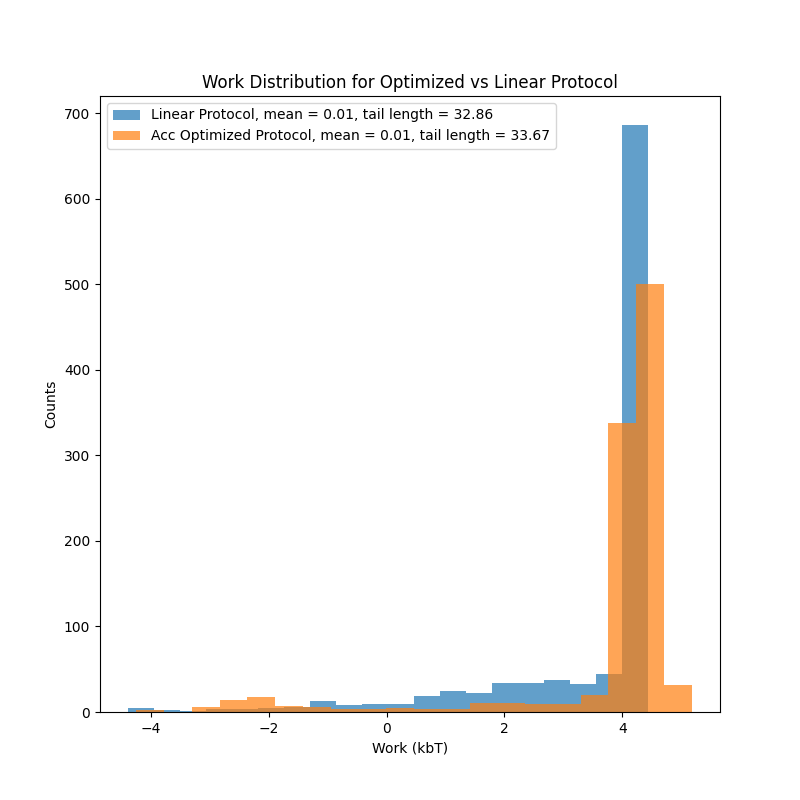 Work Distribution for Optimized vs Linear Protocol
Linear Protocol, mean = 0.01, tail length = 32.86
Acc Optimized Protocol, mean = 0.01, tail length = 33.67
700
600
500
400
300
200
100
0
Counts
−4
−2
0
2
4
Work (kbT)